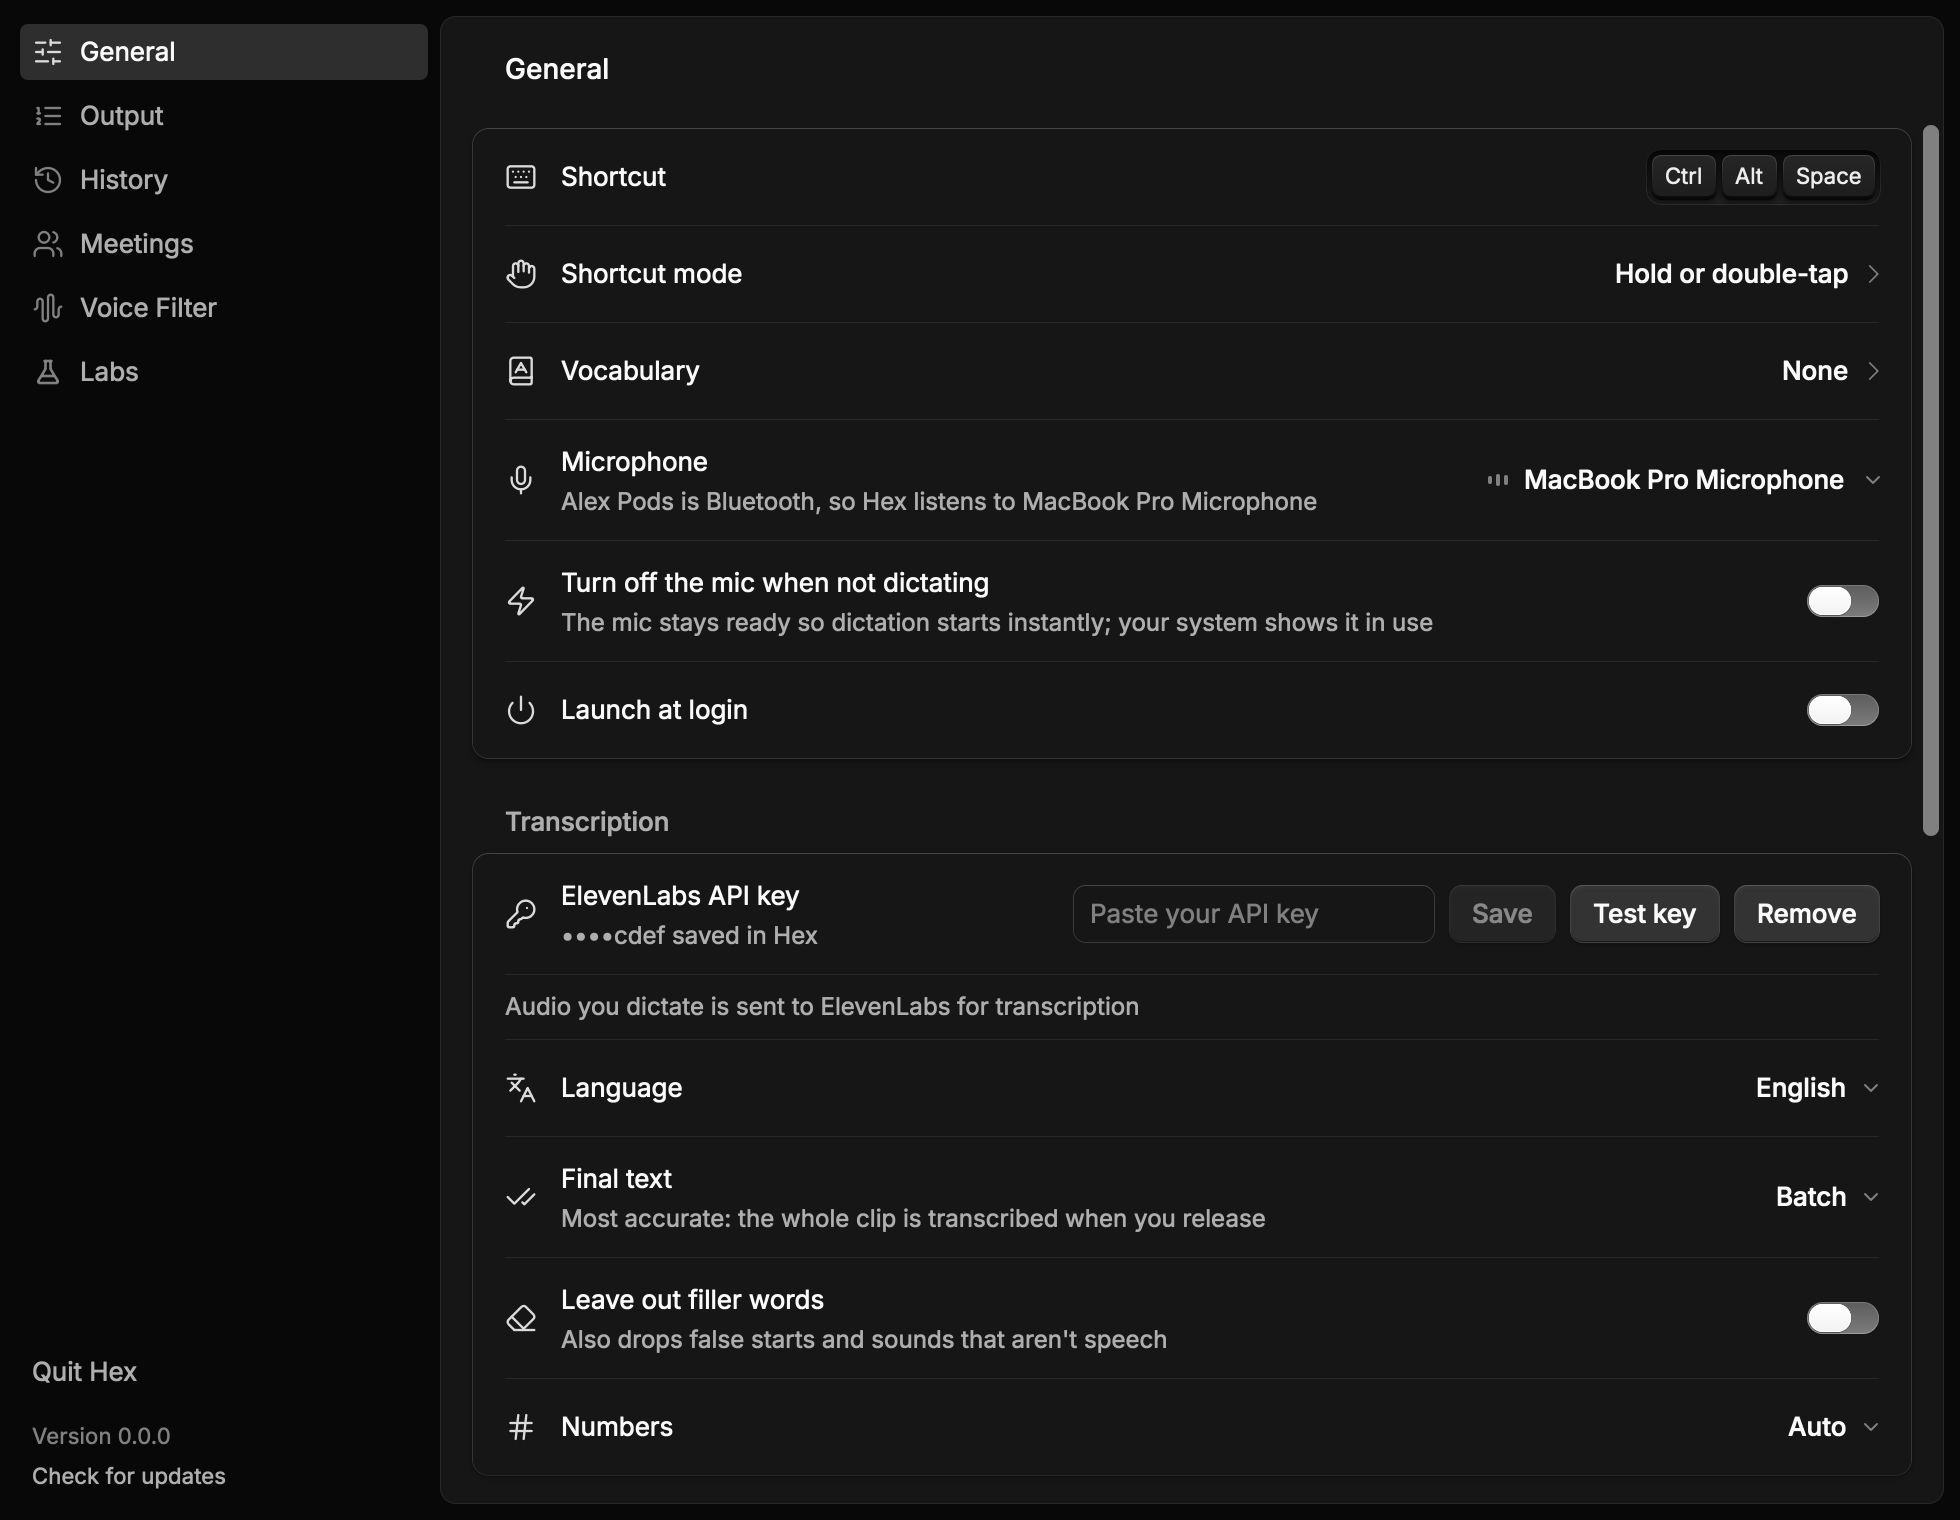 General
Output
History
Meetings
Voice Filter
Labs
Quit Hex
Version 0.0.0
Check for updates
General
Shortcut
Ctrl Alt Space
Shortcut mode
Hold or double-tap
Vocabulary
None
Microphone
Alex Pods is Bluetooth, so Hex listens to MacBook Pro Microphone
MacBook Pro Microphone
Turn off the mic when not dictating
The mic stays ready so dictation starts instantly; your system shows it in use
Launch at login
Transcription
ElevenLabs API key
••••cdef saved in Hex
Paste your API key
Save
Test key
Remove
Audio you dictate is sent to ElevenLabs for transcription
Language
English
Final text
Most accurate: the whole clip is transcribed when you release
Batch
Leave out filler words
Also drops false starts and sounds that aren't speech
Numbers
Auto